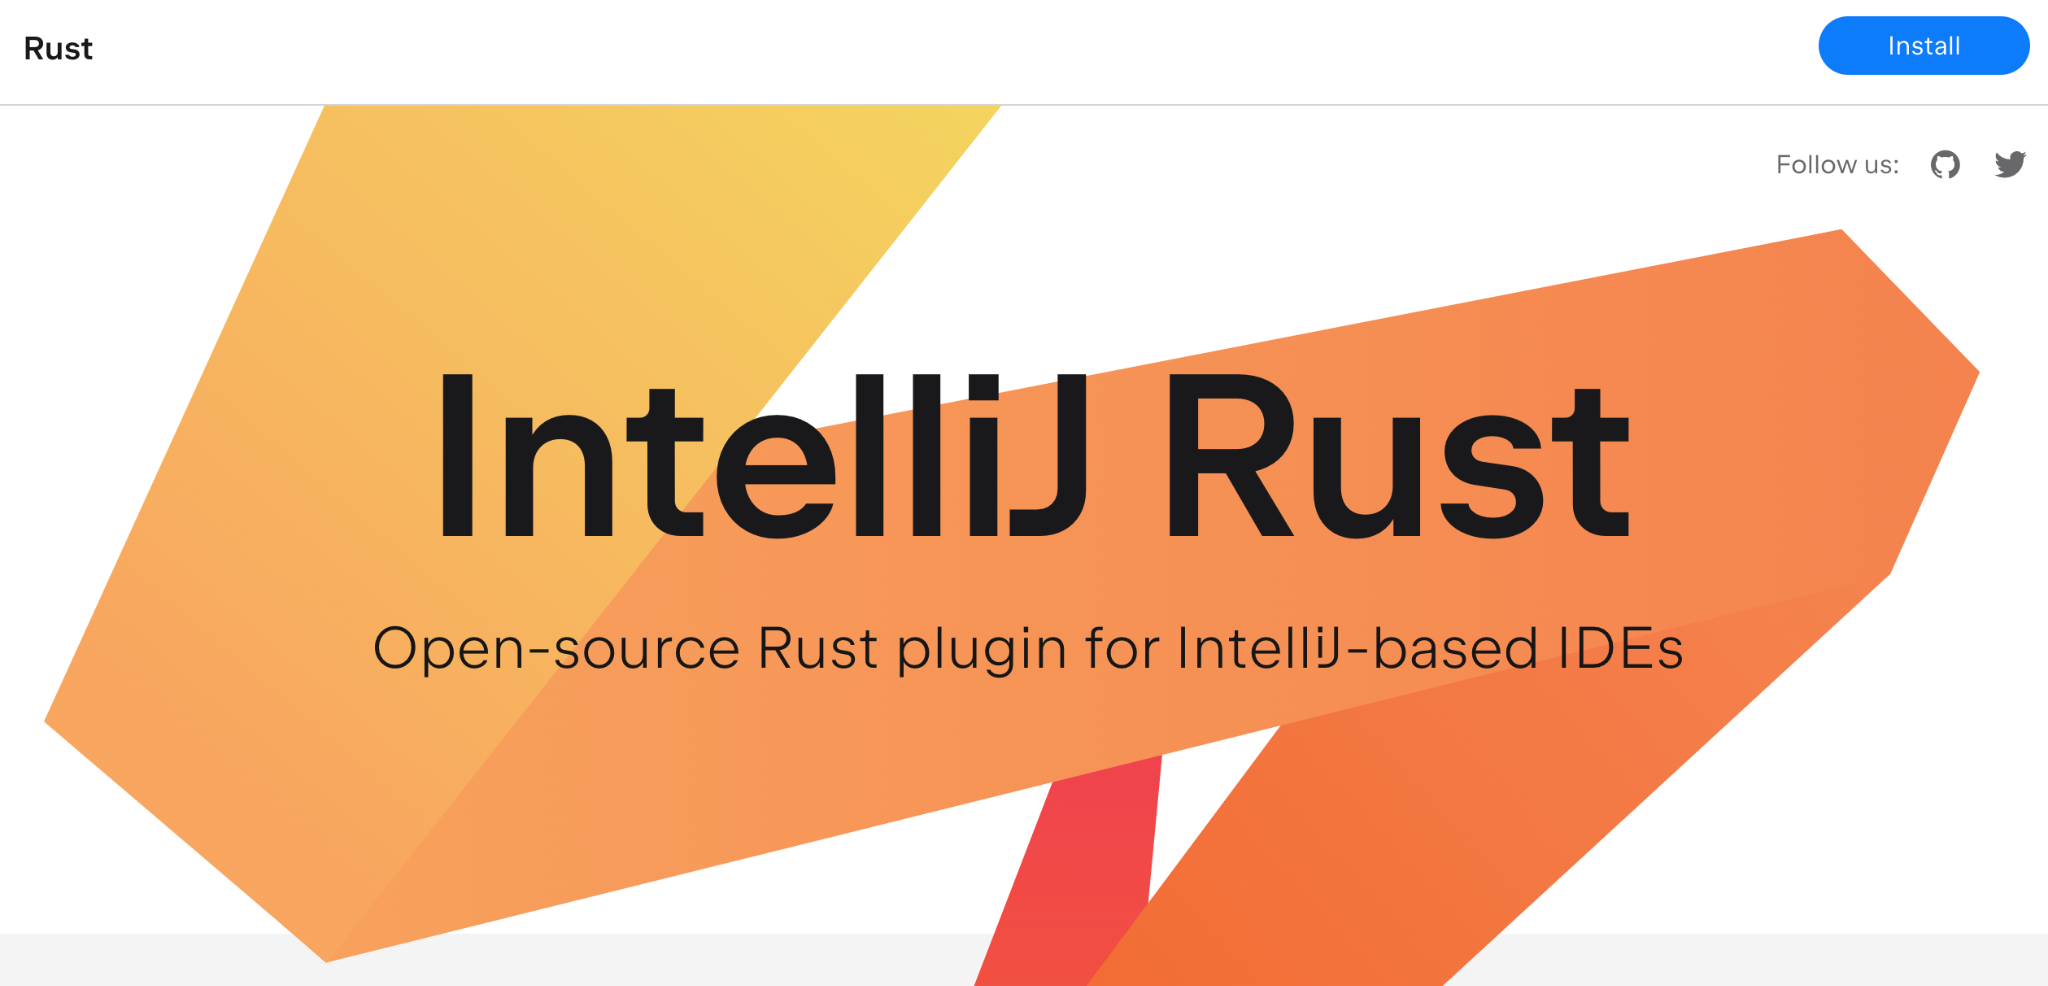 Rust
Install
Follow us:
IntelliJ Rust
Open-source Rust plugin for IntelliJ-based IDEs